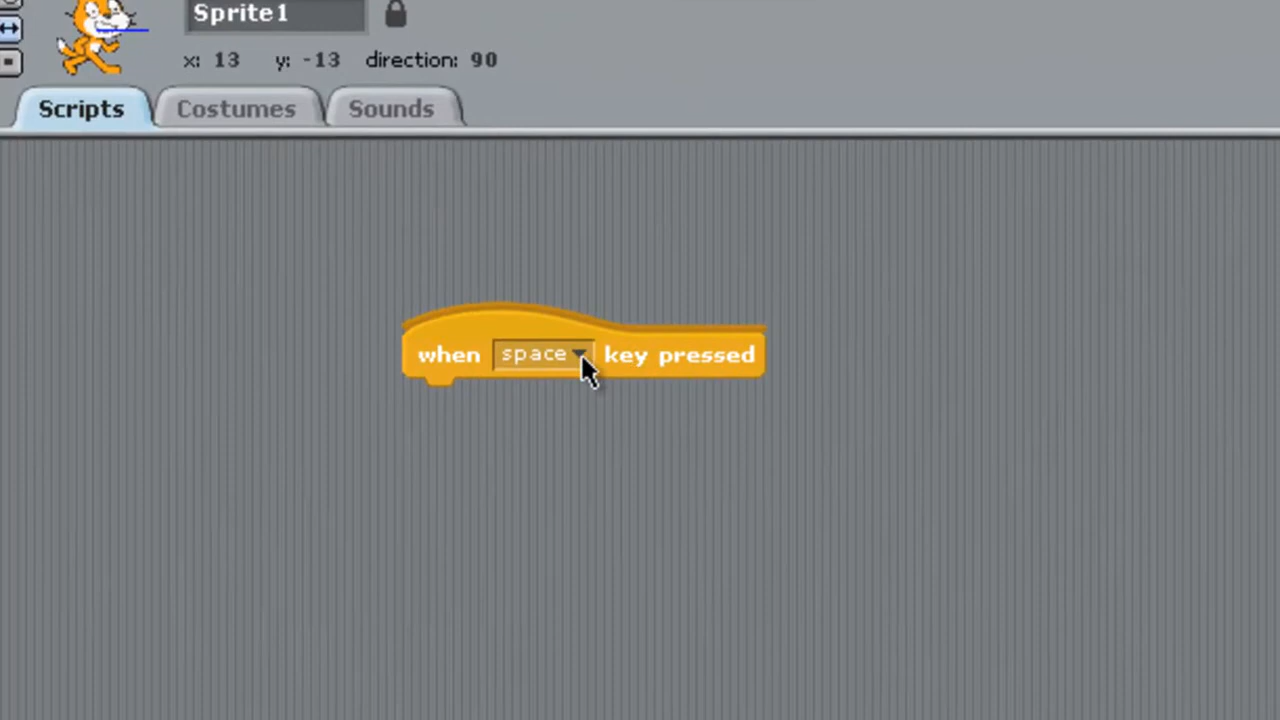 Sprite1
x: 13 y: -13 direction: 90
Scripts Costumes Sounds
when space key pressed